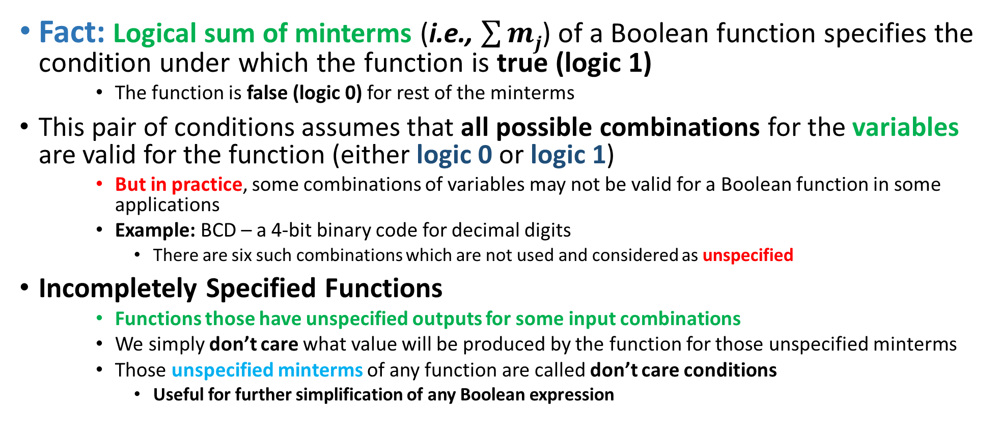 • Fact: Logical sum of minterms (i.e., ∑ mⱼ) of a Boolean function specifies the
condition under which the function is true (logic 1)
• The function is false (logic 0) for rest of the minterms
• This pair of conditions assumes that all possible combinations for the variables
are valid for the function (either logic 0 or logic 1)
• But in practice, some combinations of variables may not be valid for a Boolean function in some
applications
• Example: BCD – a 4-bit binary code for decimal digits
• There are six such combinations which are not used and considered as unspecified
• Incompletely Specified Functions
• Functions those have unspecified outputs for some input combinations
• We simply don’t care what value will be produced by the function for those unspecified minterms
• Those unspecified minterms of any function are called don’t care conditions
• Useful for further simplification of any Boolean expression